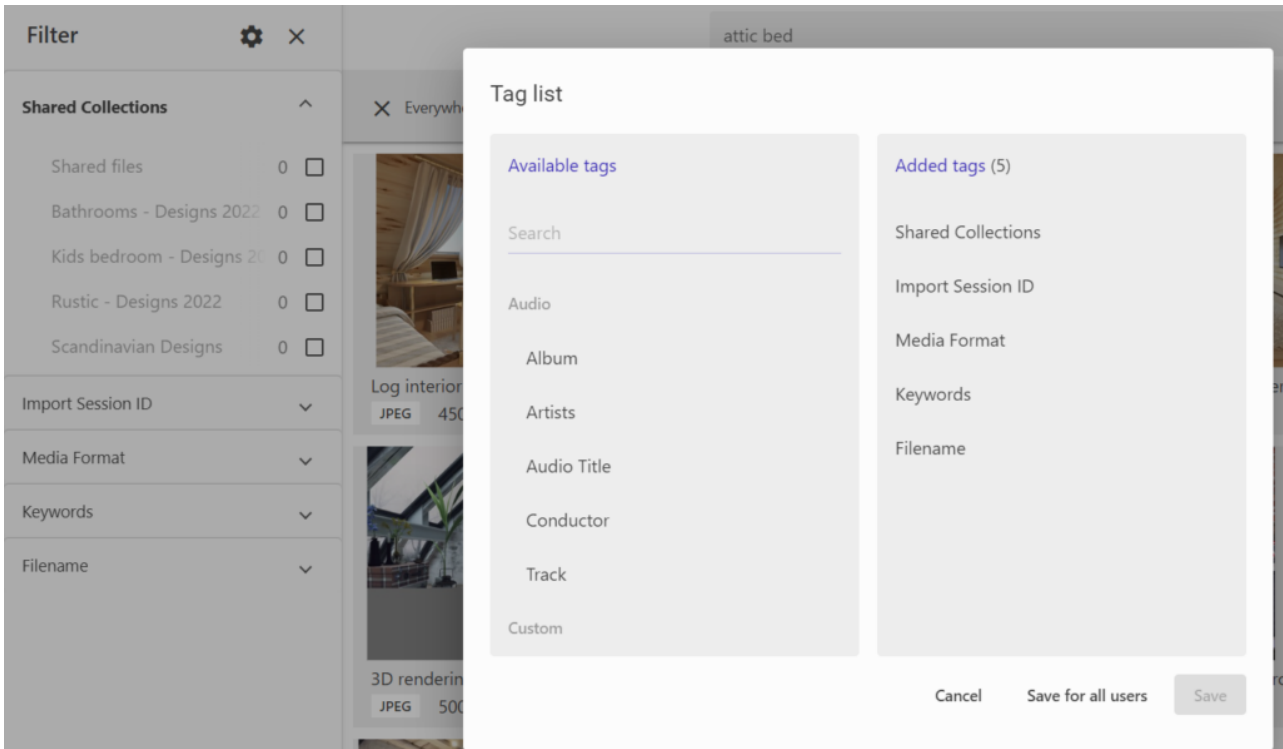 Filter
attic bed
Shared Collections
Everywh
Shared files 0
Bathrooms - Designs 2022 0
Kids bedroom - Designs 20 0
Rustic - Designs 2022 0
Scandinavian Designs 0
Import Session ID
Media Format
Keywords
Filename
Log interior
JPEG 450
3D renderin
JPEG 500
Tag list
Available tags
Search
Audio
Album
Artists
Audio Title
Conductor
Track
Custom
Added tags (5)
Shared Collections
Import Session ID
Media Format
Keywords
Filename
Cancel Save for all users Save